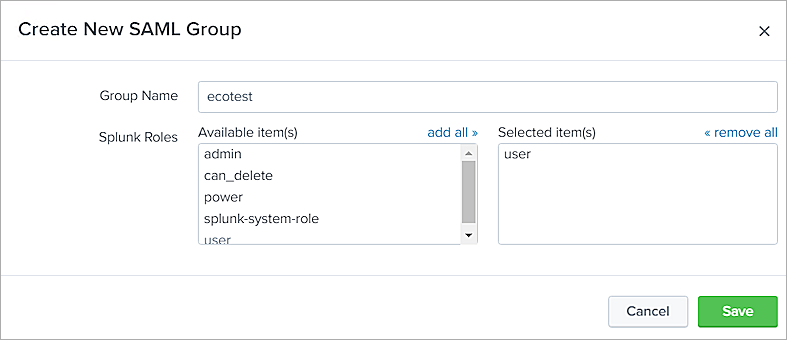 Create New SAML Group
×
Group Name
ecotest
Splunk Roles
Available item(s)
add all »
Selected item(s)
« remove all
admin
can_delete
power
splunk-system-role
user
user
Cancel
Save